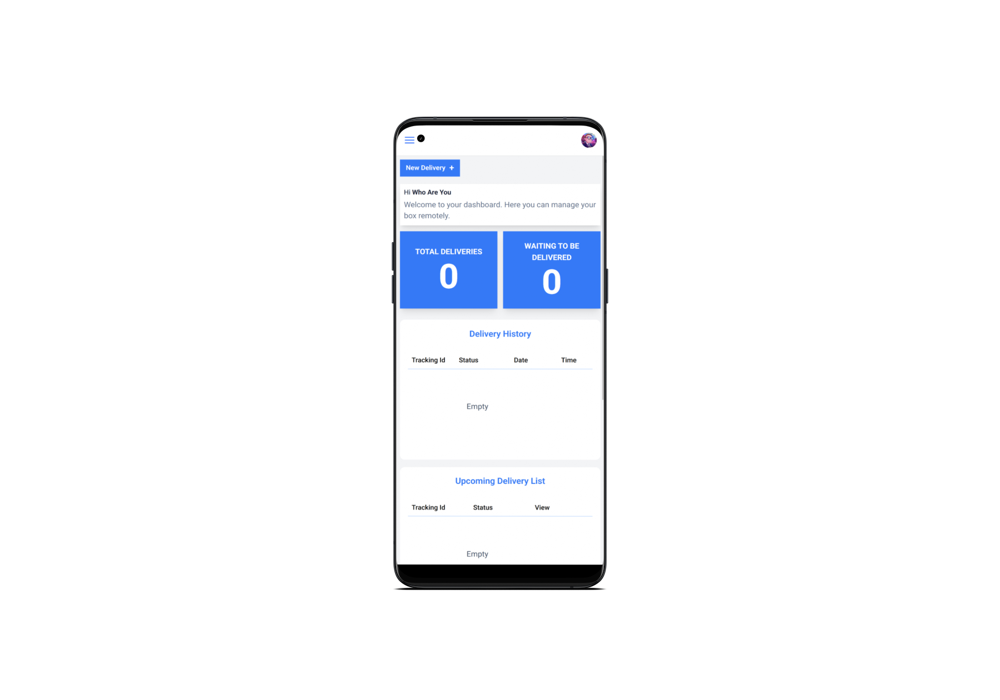 New Delivery +
Hi Who Are You
Welcome to your dashboard. Here you can manage your
box remotely.
TOTAL DELIVERIES
0
WAITING TO BE
DELIVERED
0
Delivery History
Tracking Id Status Date Time
Empty
Upcoming Delivery List
Tracking Id Status View
Empty